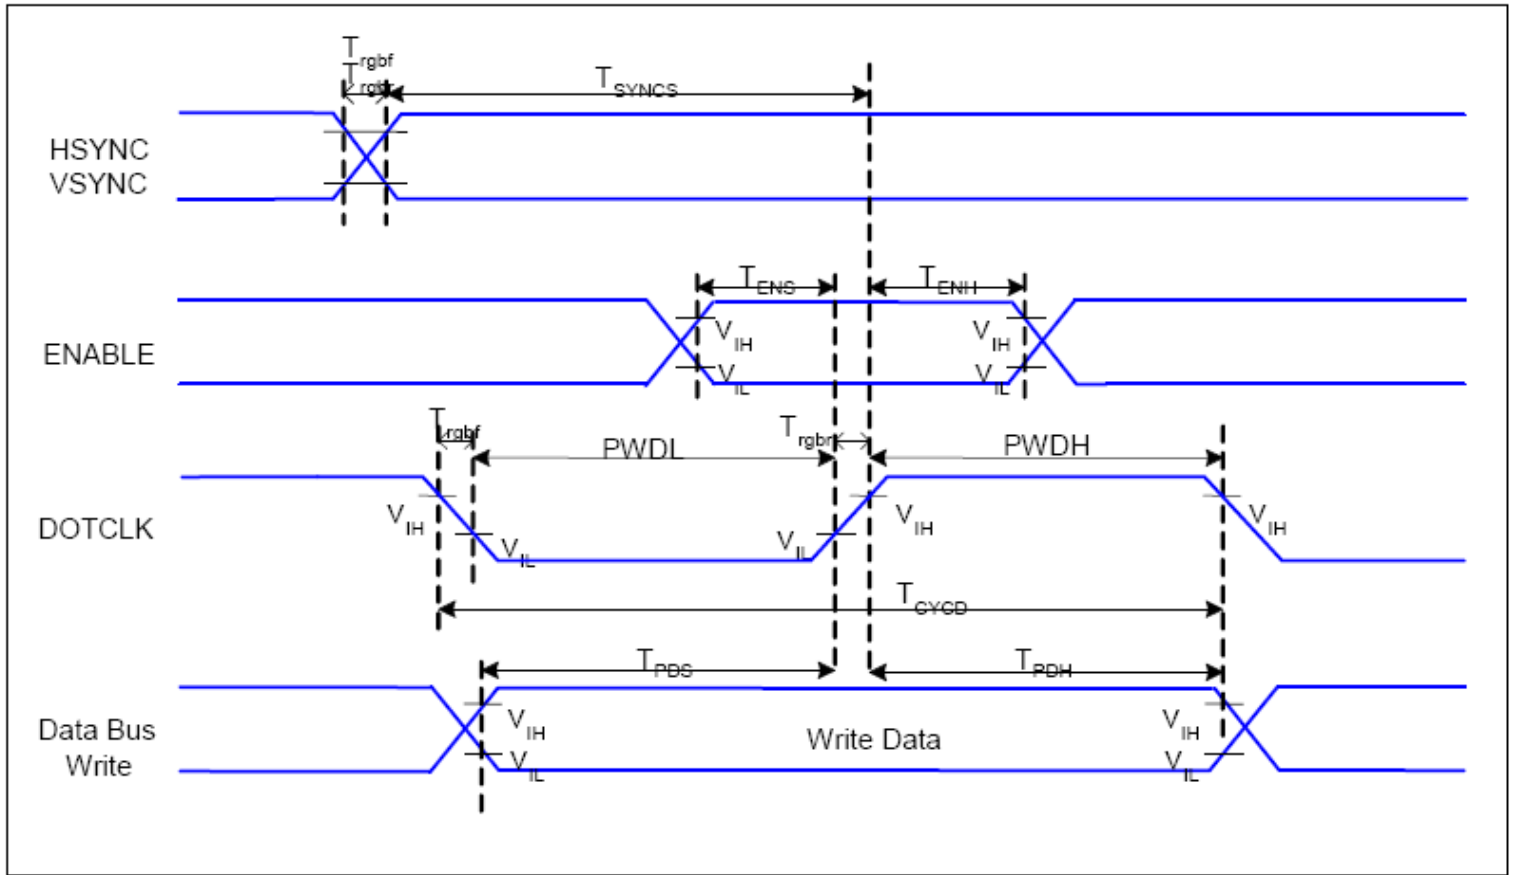 Trgbf
Trgbr
TSYNCS
HSYNC
VSYNC
TENS
TENH
VIH
VIH
ENABLE
VIL
VIL
Trgbf
Trgbr
PWDL
PWDH
VIH
VIH
VIH
DOTCLK
VIL
VIL
TCYCD
TPDS
TPDH
VIH
VIH
Data Bus
Write
Write Data
VIL
VIL